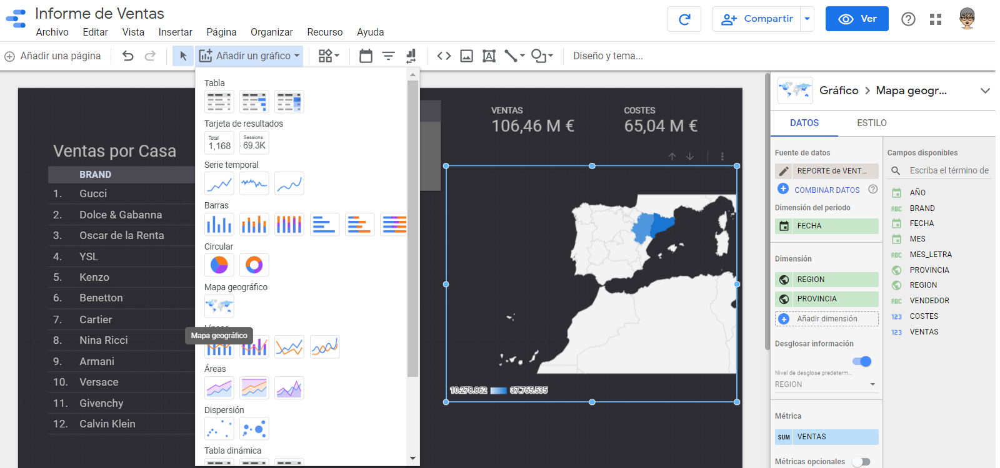 Informe de Ventas
Archivo Editar Vista Insertar Página Organizar Recurso Ayuda
Compartir
Ver
Añadir una página
Añadir un gráfico
Diseño y tema...
Ventas por Casa
BRAND
1. Gucci
2. Dolce & Gabanna
3. Oscar de la Renta
4. YSL
5. Kenzo
6. Benetton
7. Cartier
8. Nina Ricci
9. Armani
10. Versace
11. Givenchy
12. Calvin Klein
Tabla
Tarjeta de resultados
Total
1,168
Sessions
69.3K
Serie temporal
Barras
Circular
Mapa geográfico
Mapa geográfico
Áreas
Dispersión
Tabla dinámica
VENTAS
106,46 M €
COSTES
65,04 M €
10.278.862 37.765.535
Gráfico > Mapa geogr...
DATOS ESTILO
Fuente de datos
REPORTE de VENT...
COMBINAR DATOS
Dimensión del periodo
FECHA
Dimensión
REGION
PROVINCIA
Añadir dimensión
Desglosar información
Nivel de desglose predeterm...
REGION
Métrica
SUM VENTAS
Métricas opcionales
Campos disponibles
Escriba el término de
AÑO
ABC BRAND
FECHA
MES
ABC MES_LETRA
PROVINCIA
REGION
ABC VENDEDOR
123 COSTES
123 VENTAS